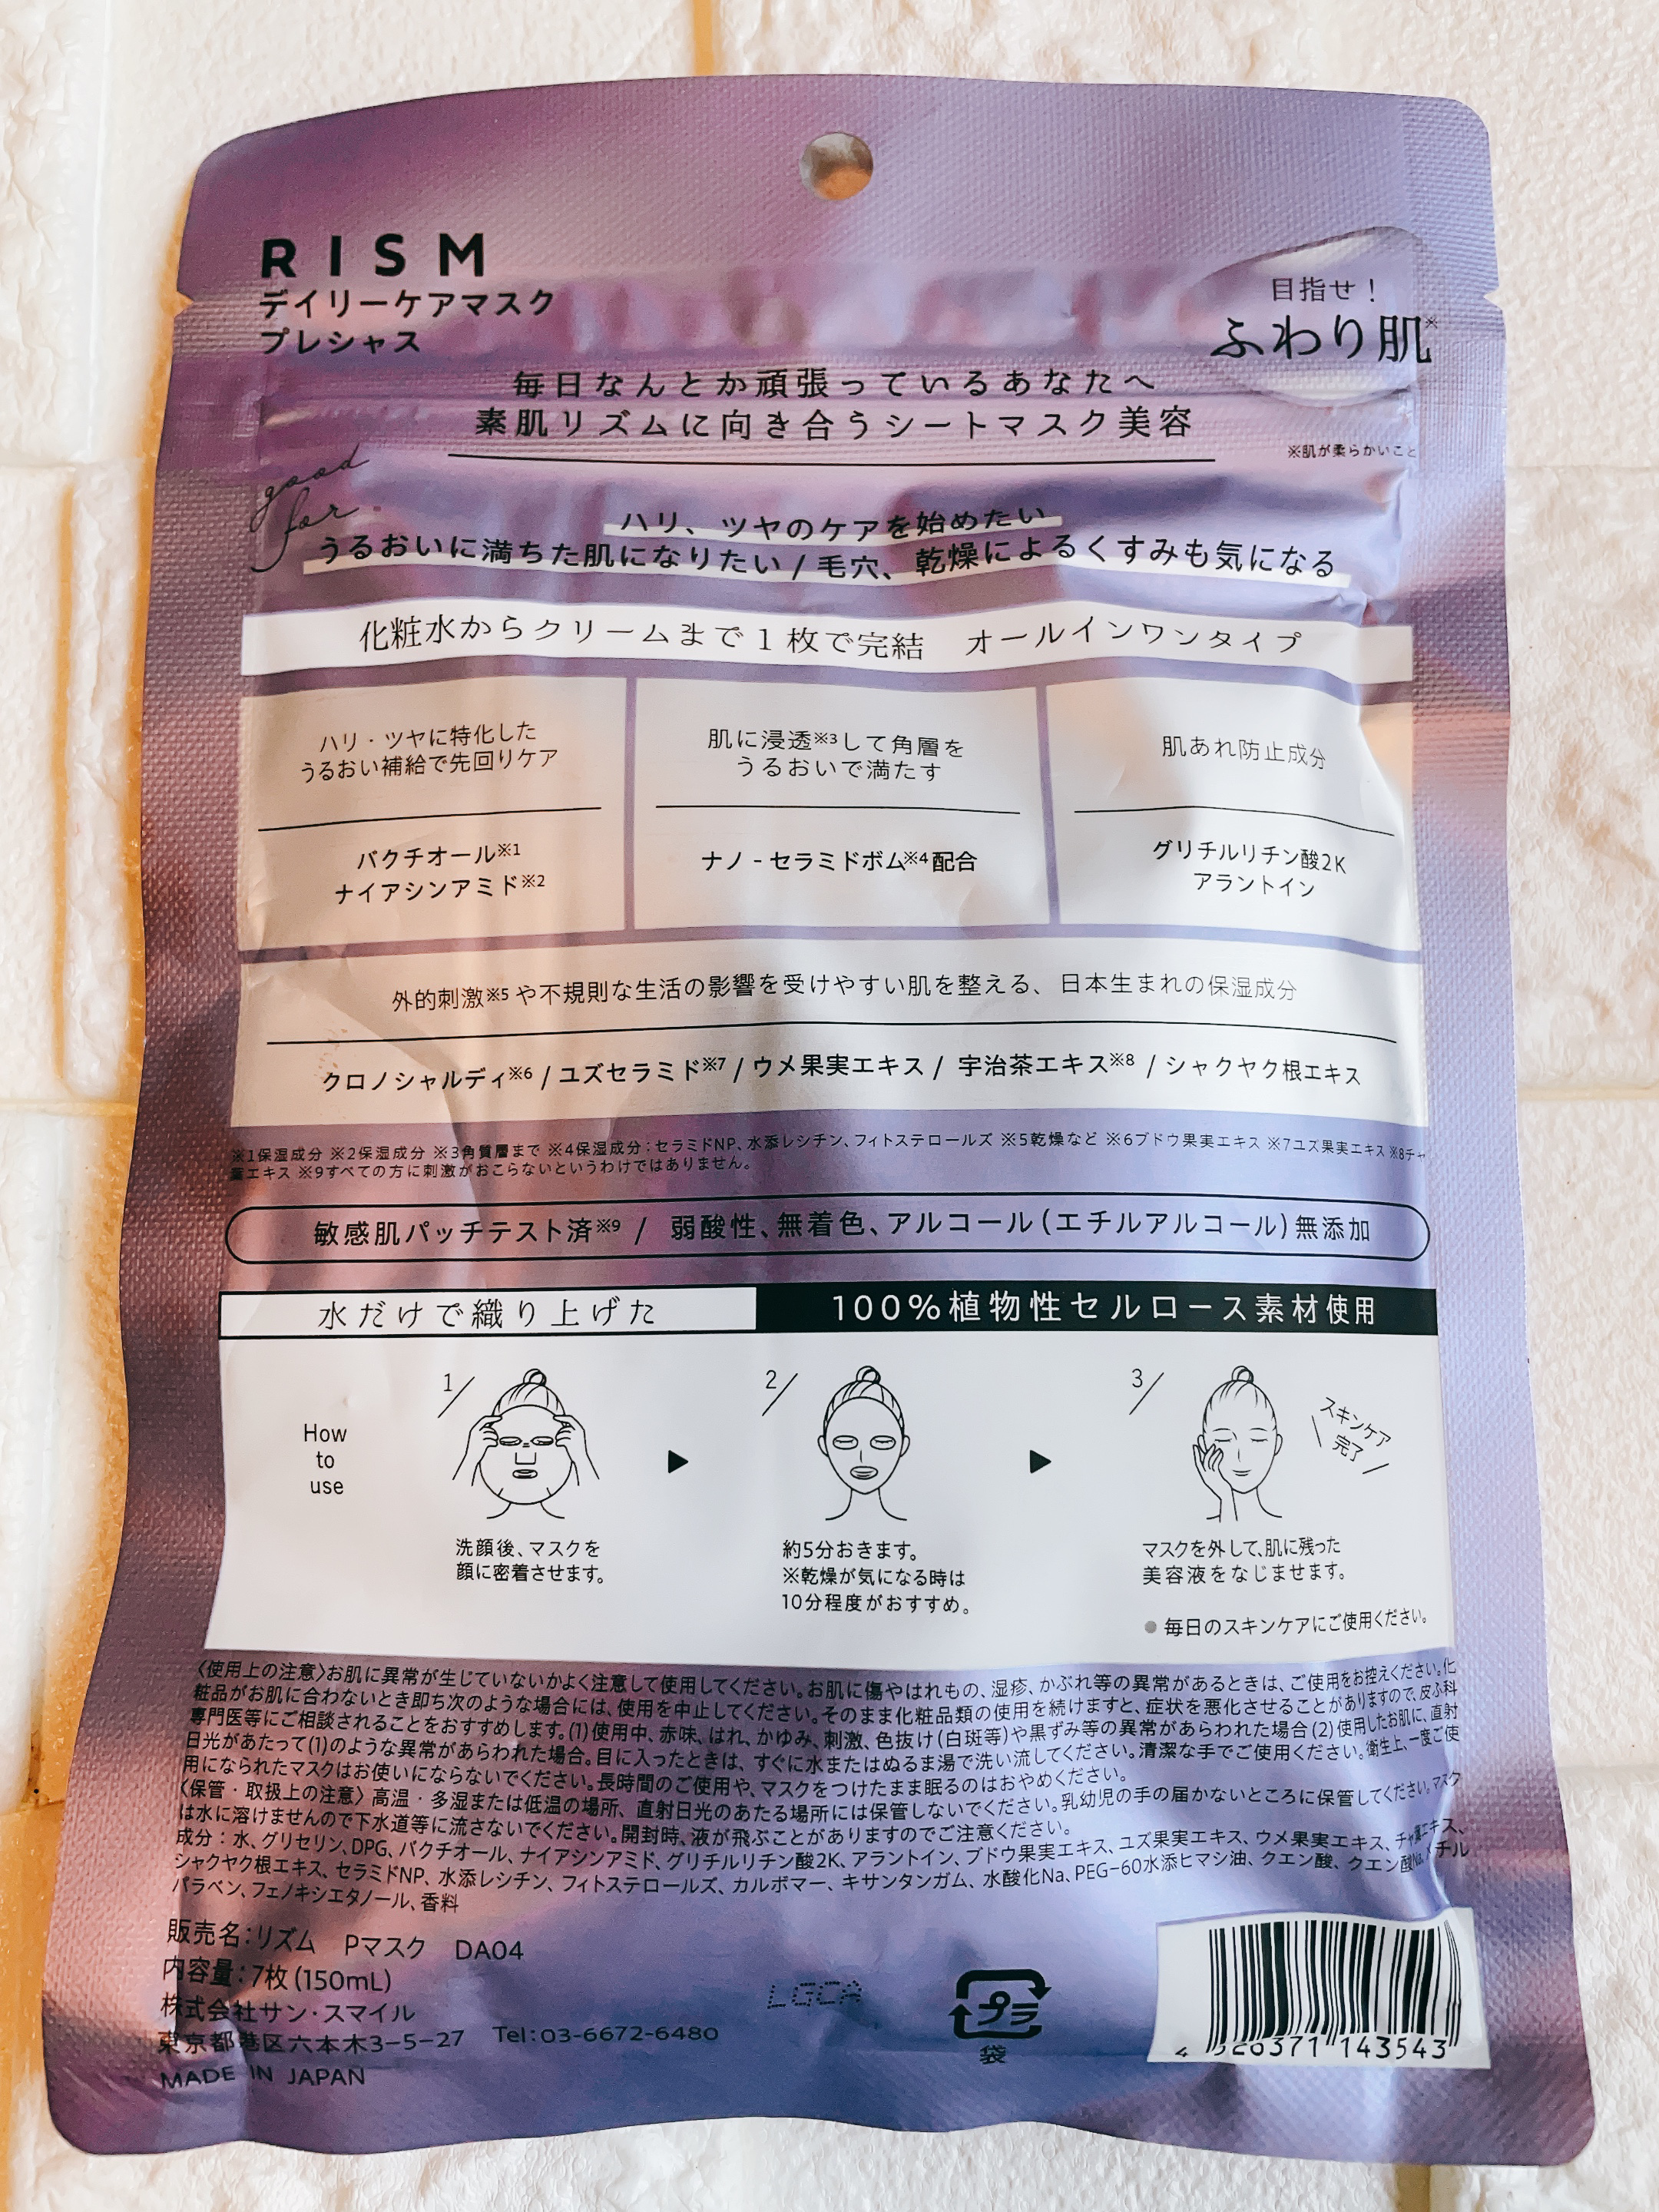 RISM
デイリーケアマスク
プレシャス
目指せ！
ふわり肌※
毎日なんとか頑張っているあなたへ
素肌リズムに向き合うシートマスク美容
※肌が柔らかいこと
good
for
ハリ、ツヤのケアを始めたい
うるおいに満ちた肌になりたい / 毛穴、乾燥によるくすみも気になる
化粧水からクリームまで1枚で完結　オールインワンタイプ
ハリ・ツヤに特化した
うるおい補給で先回りケア
バクチオール※1
ナイアシンアミド※2
肌に浸透※3して角層を
うるおいで満たす
ナノ-セラミドボム※4配合
肌あれ防止成分
グリチルリチン酸2K
アラントイン
外的刺激※5や不規則な生活の影響を受けやすい肌を整える、日本生まれの保湿成分
クロノシャルディ※6 / ユズセラミド※7 / ウメ果実エキス / 宇治茶エキス※8 / シャクヤク根エキス
※1保湿成分 ※2保湿成分 ※3角質層まで ※4保湿成分：セラミドNP、水添レシチン、フィトステロールズ ※5乾燥など ※6ブドウ果実エキス ※7ユズ果実エキス ※8チャ
葉エキス ※9すべての方に刺激がおこらないというわけではありません。
敏感肌パッチテスト済※9 / 弱酸性、無着色、アルコール（エチルアルコール）無添加
水だけで織り上げた 100%植物性セルロース素材使用
How
to
use
1/
洗顔後、マスクを
顔に密着させます。
2/
約5分おきます。
※乾燥が気になる時は
10分程度がおすすめ。
3/
スキンケア
完了
マスクを外して、肌に残った
美容液をなじませます。
● 毎日のスキンケアにご使用ください。
〈使用上の注意〉お肌に異常が生じていないかよく注意して使用してください。お肌に傷やはれもの、湿疹、かぶれ等の異常があるときは、ご使用をお控えください。化
粧品がお肌に合わないとき即ち次のような場合には、使用を中止してください。そのまま化粧品類の使用を続けますと、症状を悪化させることがありますので、皮ふ科
専門医等にご相談されることをおすすめします。(1)使用中、赤味、はれ、かゆみ、刺激、色抜け（白斑等）や黒ずみ等の異常があらわれた場合 (2)使用したお肌に、直射
日光があたって(1)のような異常があらわれた場合。目に入ったときは、すぐに水またはぬるま湯で洗い流してください。清潔な手でご使用ください。衛生上、一度ご使
用になられたマスクはお使いにならないでください。長時間のご使用や、マスクをつけたまま眠るのはおやめください。
〈保管・取扱上の注意〉高温・多湿または低温の場所、直射日光のあたる場所には保管しないでください。乳幼児の手の届かないところに保管してください。マスク
は水に溶けませんので下水道等に流さないでください。開封時、液が飛ぶことがありますのでご注意ください。
成分：水、グリセリン、DPG、バクチオール、ナイアシンアミド、グリチルリチン酸2K、アラントイン、ブドウ果実エキス、ユズ果実エキス、ウメ果実エキス、チャ葉エキス、
シャクヤク根エキス、セラミドNP、水添レシチン、フィトステロールズ、カルボマー、キサンタンガム、水酸化Na、PEG-60水添ヒマシ油、クエン酸、クエン酸Na、メチル
パラベン、フェノキシエタノール、香料
販売名：リズム　Pマスク　DA04
内容量：7枚(150mL)
株式会社サン・スマイル
東京都港区六本木3-5-27 Tel：03-6672-6480
MADE IN JAPAN
LGCA
プラ
袋